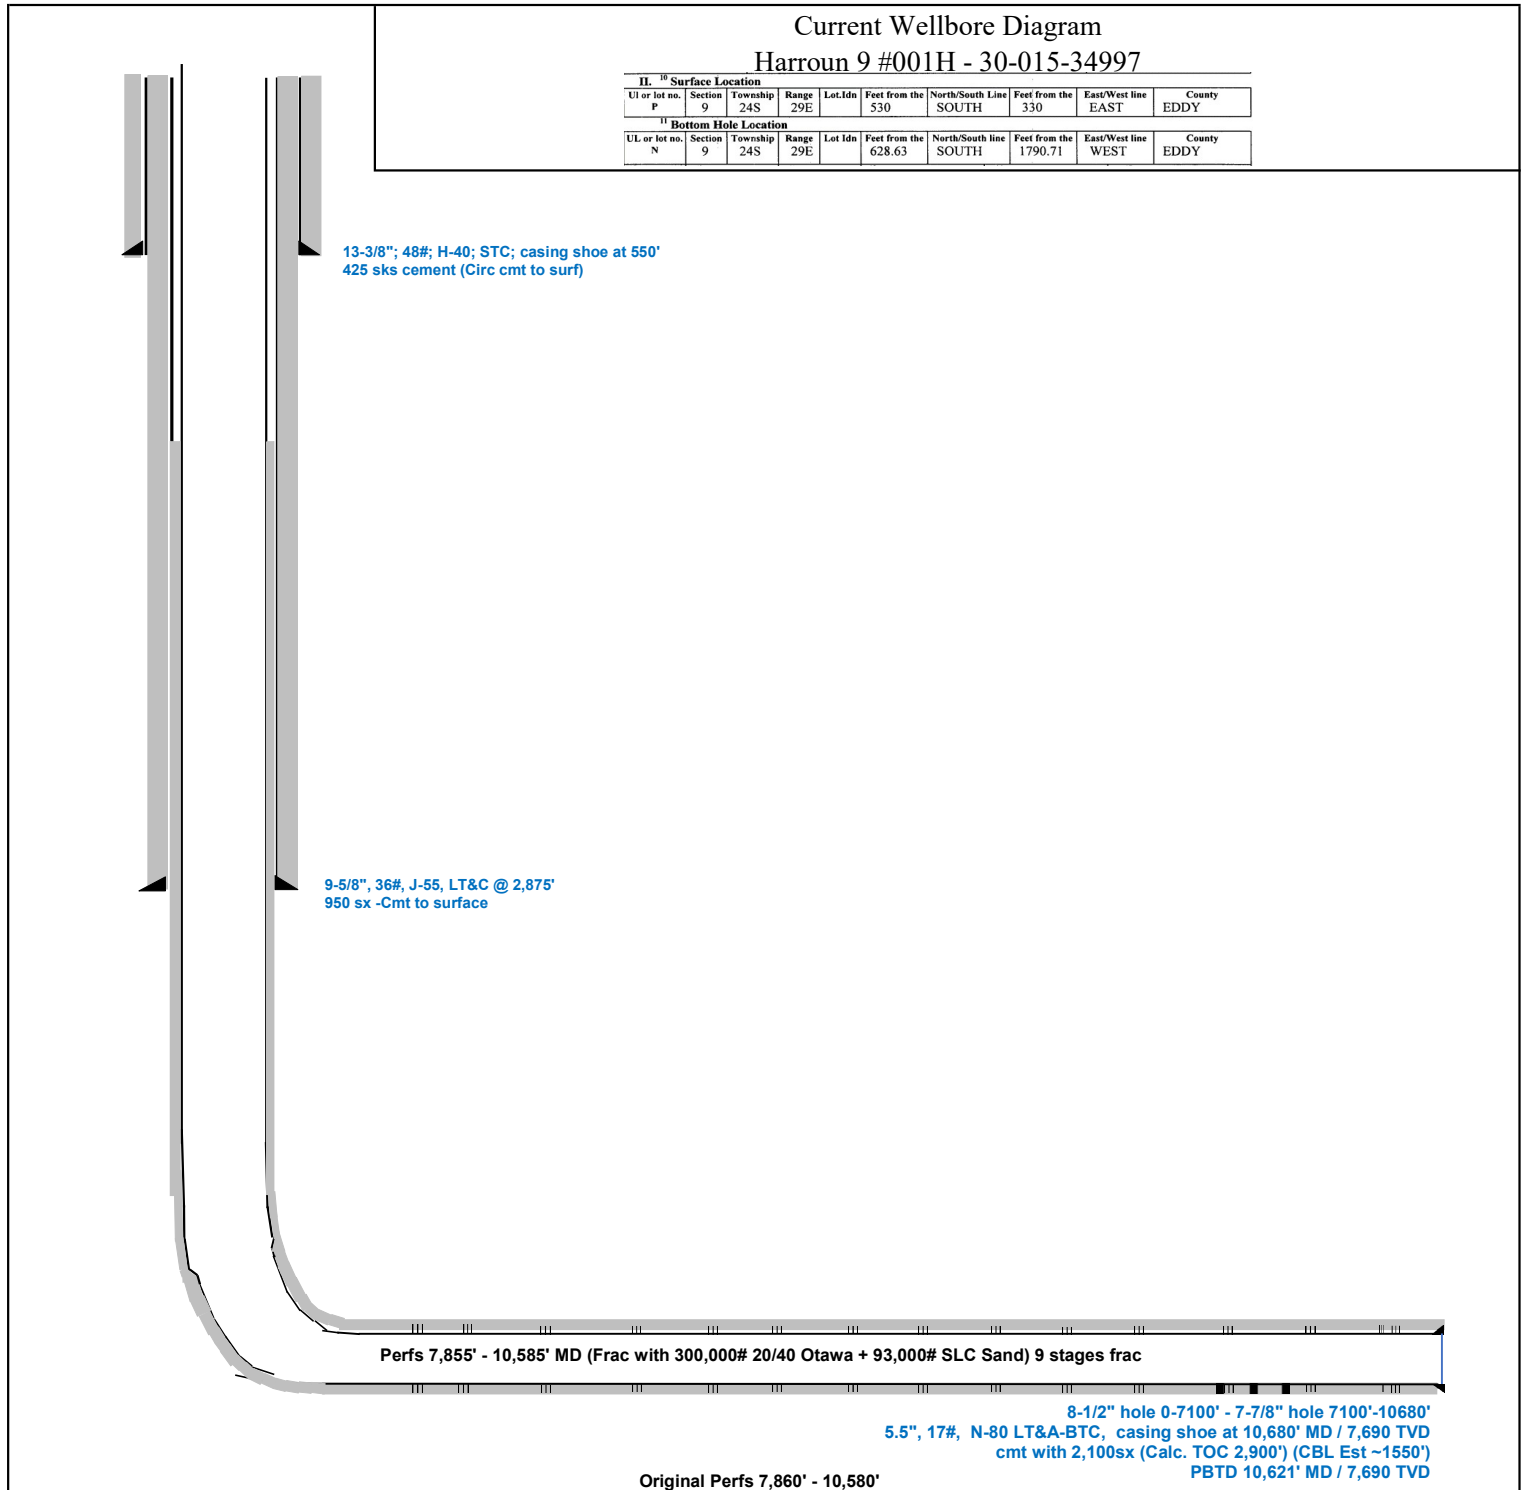 Current Wellbore Diagram
Harroun 9 #001H - 30-015-34997
II. 10 Surface Location
Ul or lot no. Section Township Range Lot.Idn Feet from the North/South Line Feet from the East/West line County
P 9 24S 29E 530 SOUTH 330 EAST EDDY
11 Bottom Hole Location
UL or lot no. Section Township Range Lot Idn Feet from the North/South line Feet from the East/West line County
N 9 24S 29E 628.63 SOUTH 1790.71 WEST EDDY
13-3/8"; 48#; H-40; STC; casing shoe at 550'
425 sks cement (Circ cmt to surf)
9-5/8", 36#, J-55, LT&C @ 2,875'
950 sx -Cmt to surface
Perfs 7,855' - 10,585' MD (Frac with 300,000# 20/40 Otawa + 93,000# SLC Sand) 9 stages frac
8-1/2" hole 0-7100' - 7-7/8" hole 7100'-10680'
5.5", 17#, N-80 LT&A-BTC, casing shoe at 10,680' MD / 7,690 TVD
cmt with 2,100sx (Calc. TOC 2,900') (CBL Est ~1550')
PBTD 10,621' MD / 7,690 TVD
Original Perfs 7,860' - 10,580'